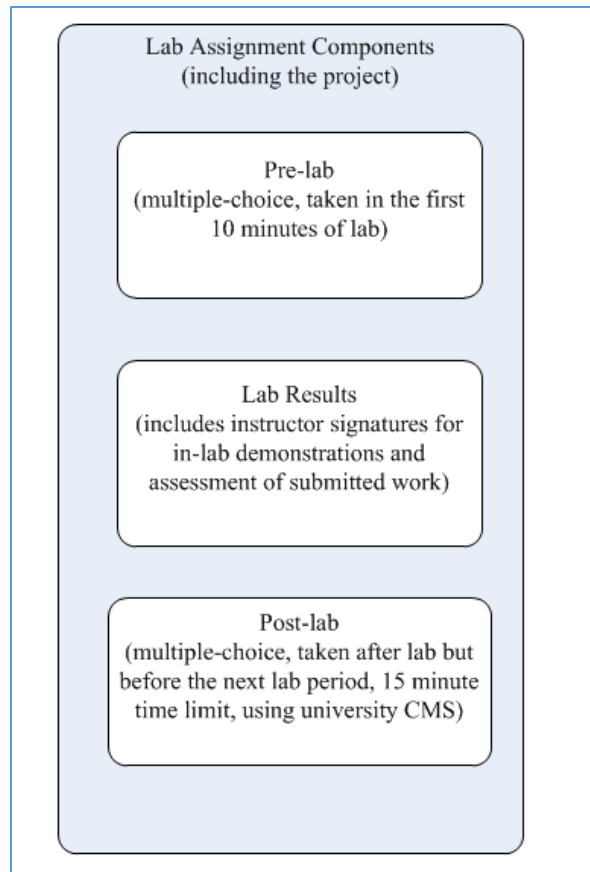 Lab Assignment Components
(including the project)
Pre-lab
(multiple-choice, taken in the first
10 minutes of lab)
Lab Results
(includes instructor signatures for
in-lab demonstrations and
assessment of submitted work)
Post-lab
(multiple-choice, taken after lab but
before the next lab period, 15 minute
time limit, using university CMS)